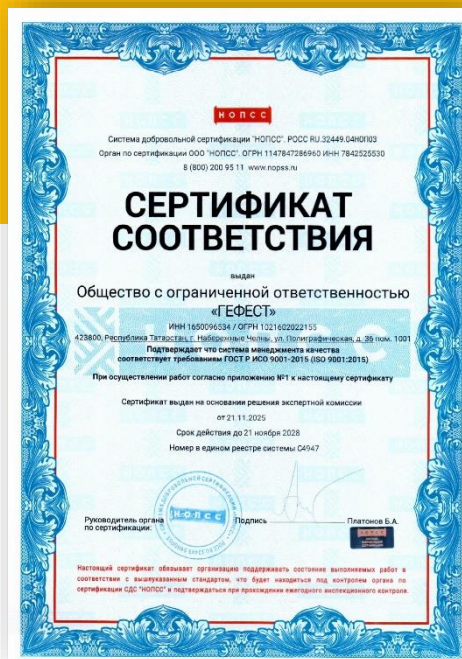 НОПСС
Система добровольной сертификации "НОПСС". РОСС RU.32449.04НОП03
Орган по сертификации ООО "НОПСС". ОГРН 1147847286960 ИНН 7842525530
8 (800) 200 95 11 www.nopss.ru
СЕРТИФИКАТ
СООТВЕТСТВИЯ
выдан
Общество с ограниченной ответственностью
«ГЕФЕСТ»
ИНН 1650096534 / ОГРН 1021602022155
423800, Республика Татарстан, г. Набережные Челны, ул. Полиграфическая, д. 36 пом. 1001
Подтверждает что система менеджмента качества
соответствует требованиям ГОСТ Р ИСО 9001-2015 (ISO 9001:2015)
При осуществлении работ согласно приложению №1 к настоящему сертификату
Сертификат выдан на основании решения экспертной комиссии
от 21.11.2025
Срок действия до 21 ноября 2028
Номер в едином реестре системы С4947
НОПСС
Руководитель органа
по сертификации:
Подпись
Платонов Б.А.
Настоящий сертификат обязывает организацию поддерживать состояние выполняемых работ в
соответствии с вышеуказанным стандартом, что будет находиться под контролем органа по
сертификации СДС "НОПСС" и подтверждаться при прохождении ежегодного инспекционного контроля.